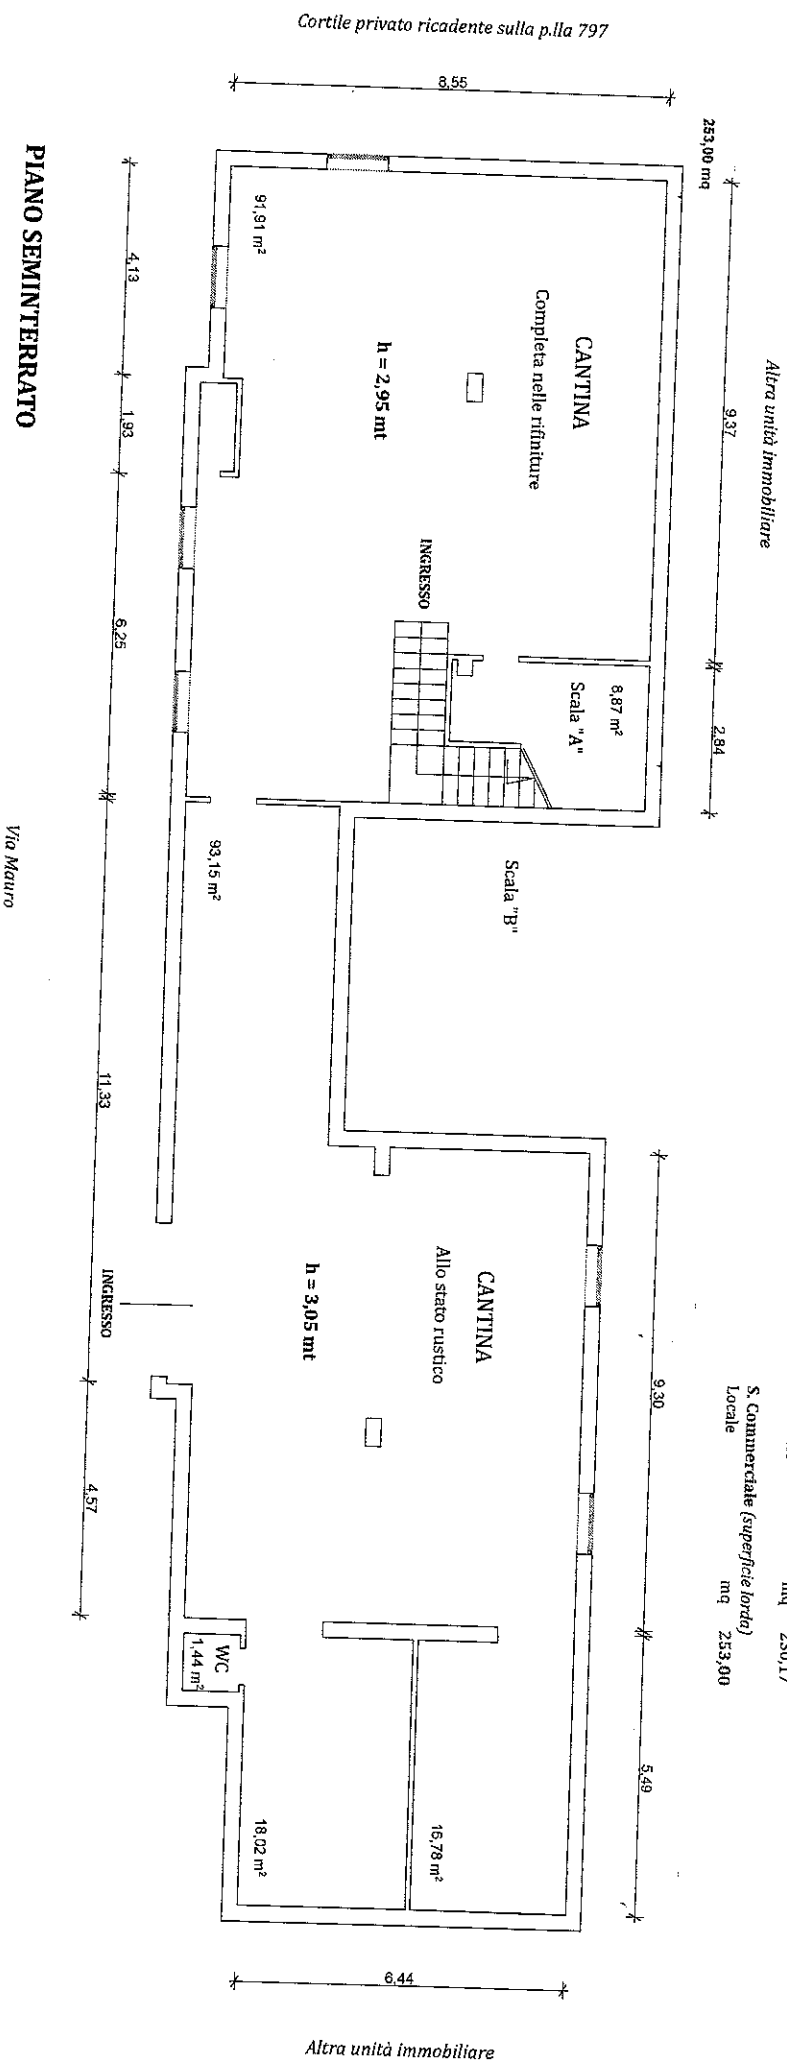 Cortile privato ricadente sulla p.lla 797
8,55
253,00 mq
Altra unità immobiliare
9,37
2,84
91,91 m²
CANTINA
Completa nelle rifiniture
h = 2,95 mt
INGRESSO
8,87 m²
Scala "A"
4,13
1,93
6,25
PIANO SEMINTERRATO
Scala "B"
93,15 m²
Via Mauro
11,33
INGRESSO
CANTINA
Allo stato rustico
h = 3,05 mt
9,30
S. Commerciale (superficie lorda)
Locale mq 253,00
4,57
WC
1,44 m²
5,49
18,02 m²
16,78 m²
6,44
Altra unità immobiliare